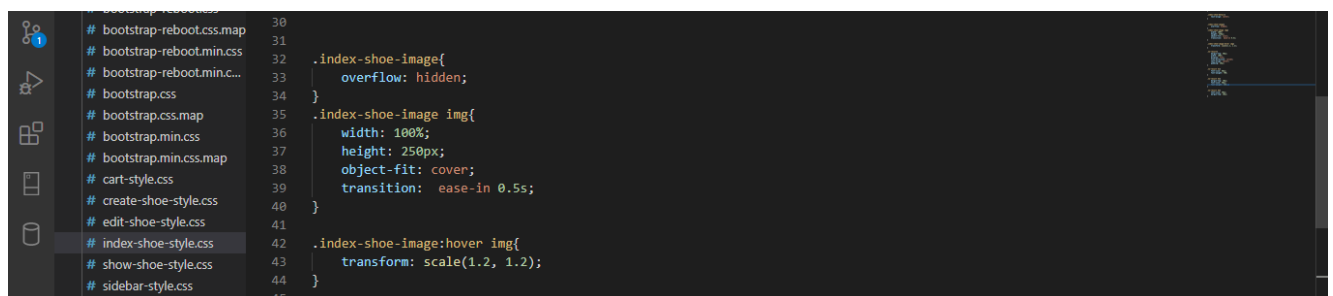 bootstrap-reboot.css
# bootstrap-reboot.css.map
# bootstrap-reboot.min.css
# bootstrap-reboot.min.c...
# bootstrap.css
# bootstrap.css.map
# bootstrap.min.css
# bootstrap.min.css.map
# cart-style.css
# create-shoe-style.css
# edit-shoe-style.css
# index-shoe-style.css
# show-shoe-style.css
# sidebar-style.css
1
30
31
32 .index-shoe-image{
33 overflow: hidden;
34 }
35 .index-shoe-image img{
36 width: 100%;
37 height: 250px;
38 object-fit: cover;
39 transition:  ease-in 0.5s;
40 }
41
42 .index-shoe-image:hover img{
43 transform: scale(1.2, 1.2);
44 }